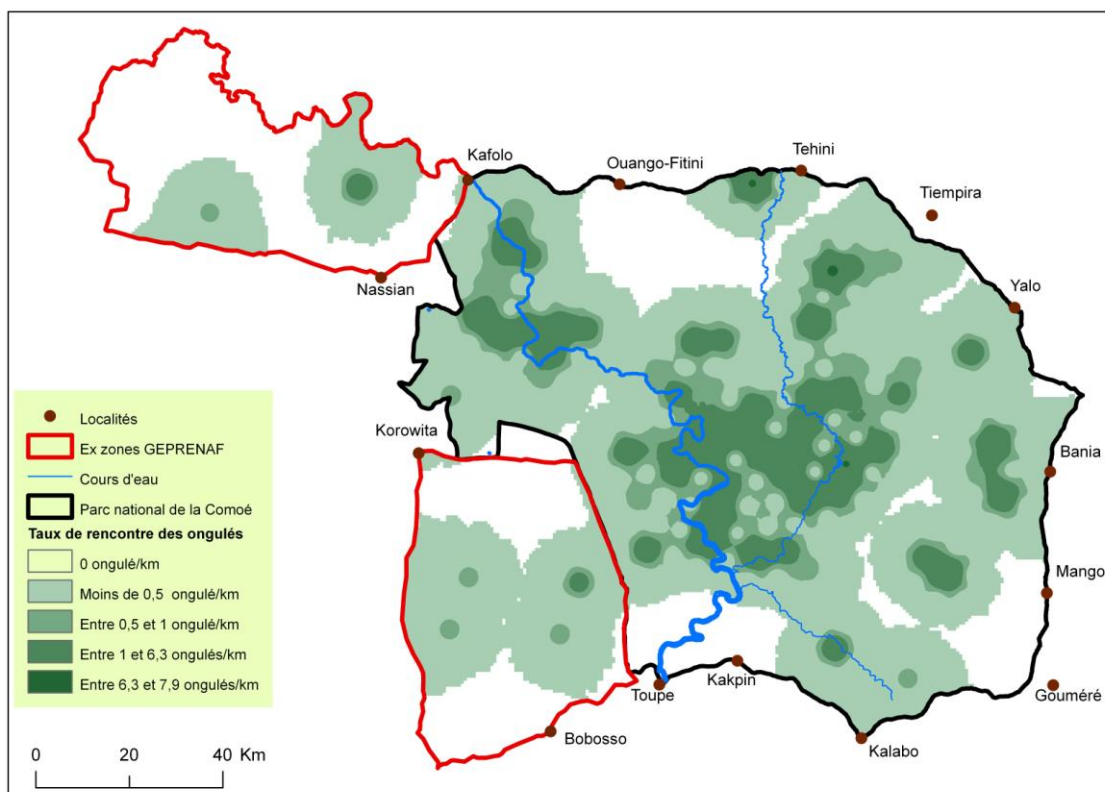 Kafolo
Ouango-Fitini
Tehini
Tiempira
Nassian
Yalo
Localités
Ex zones GEPRENAF
Cours d'eau
Parc national de la Comoé
Taux de rencontre des ongulés
0 ongulé/km
Moins de 0,5 ongulé/km
Entre 0,5 et 1 ongulé/km
Entre 1 et 6,3 ongulés/km
Entre 6,3 et 7,9 ongulés/km
Korowita
Bania
Mango
Toupe
Kakpin
Gouméré
Bobosso
Kalabo
0 20 40 Km